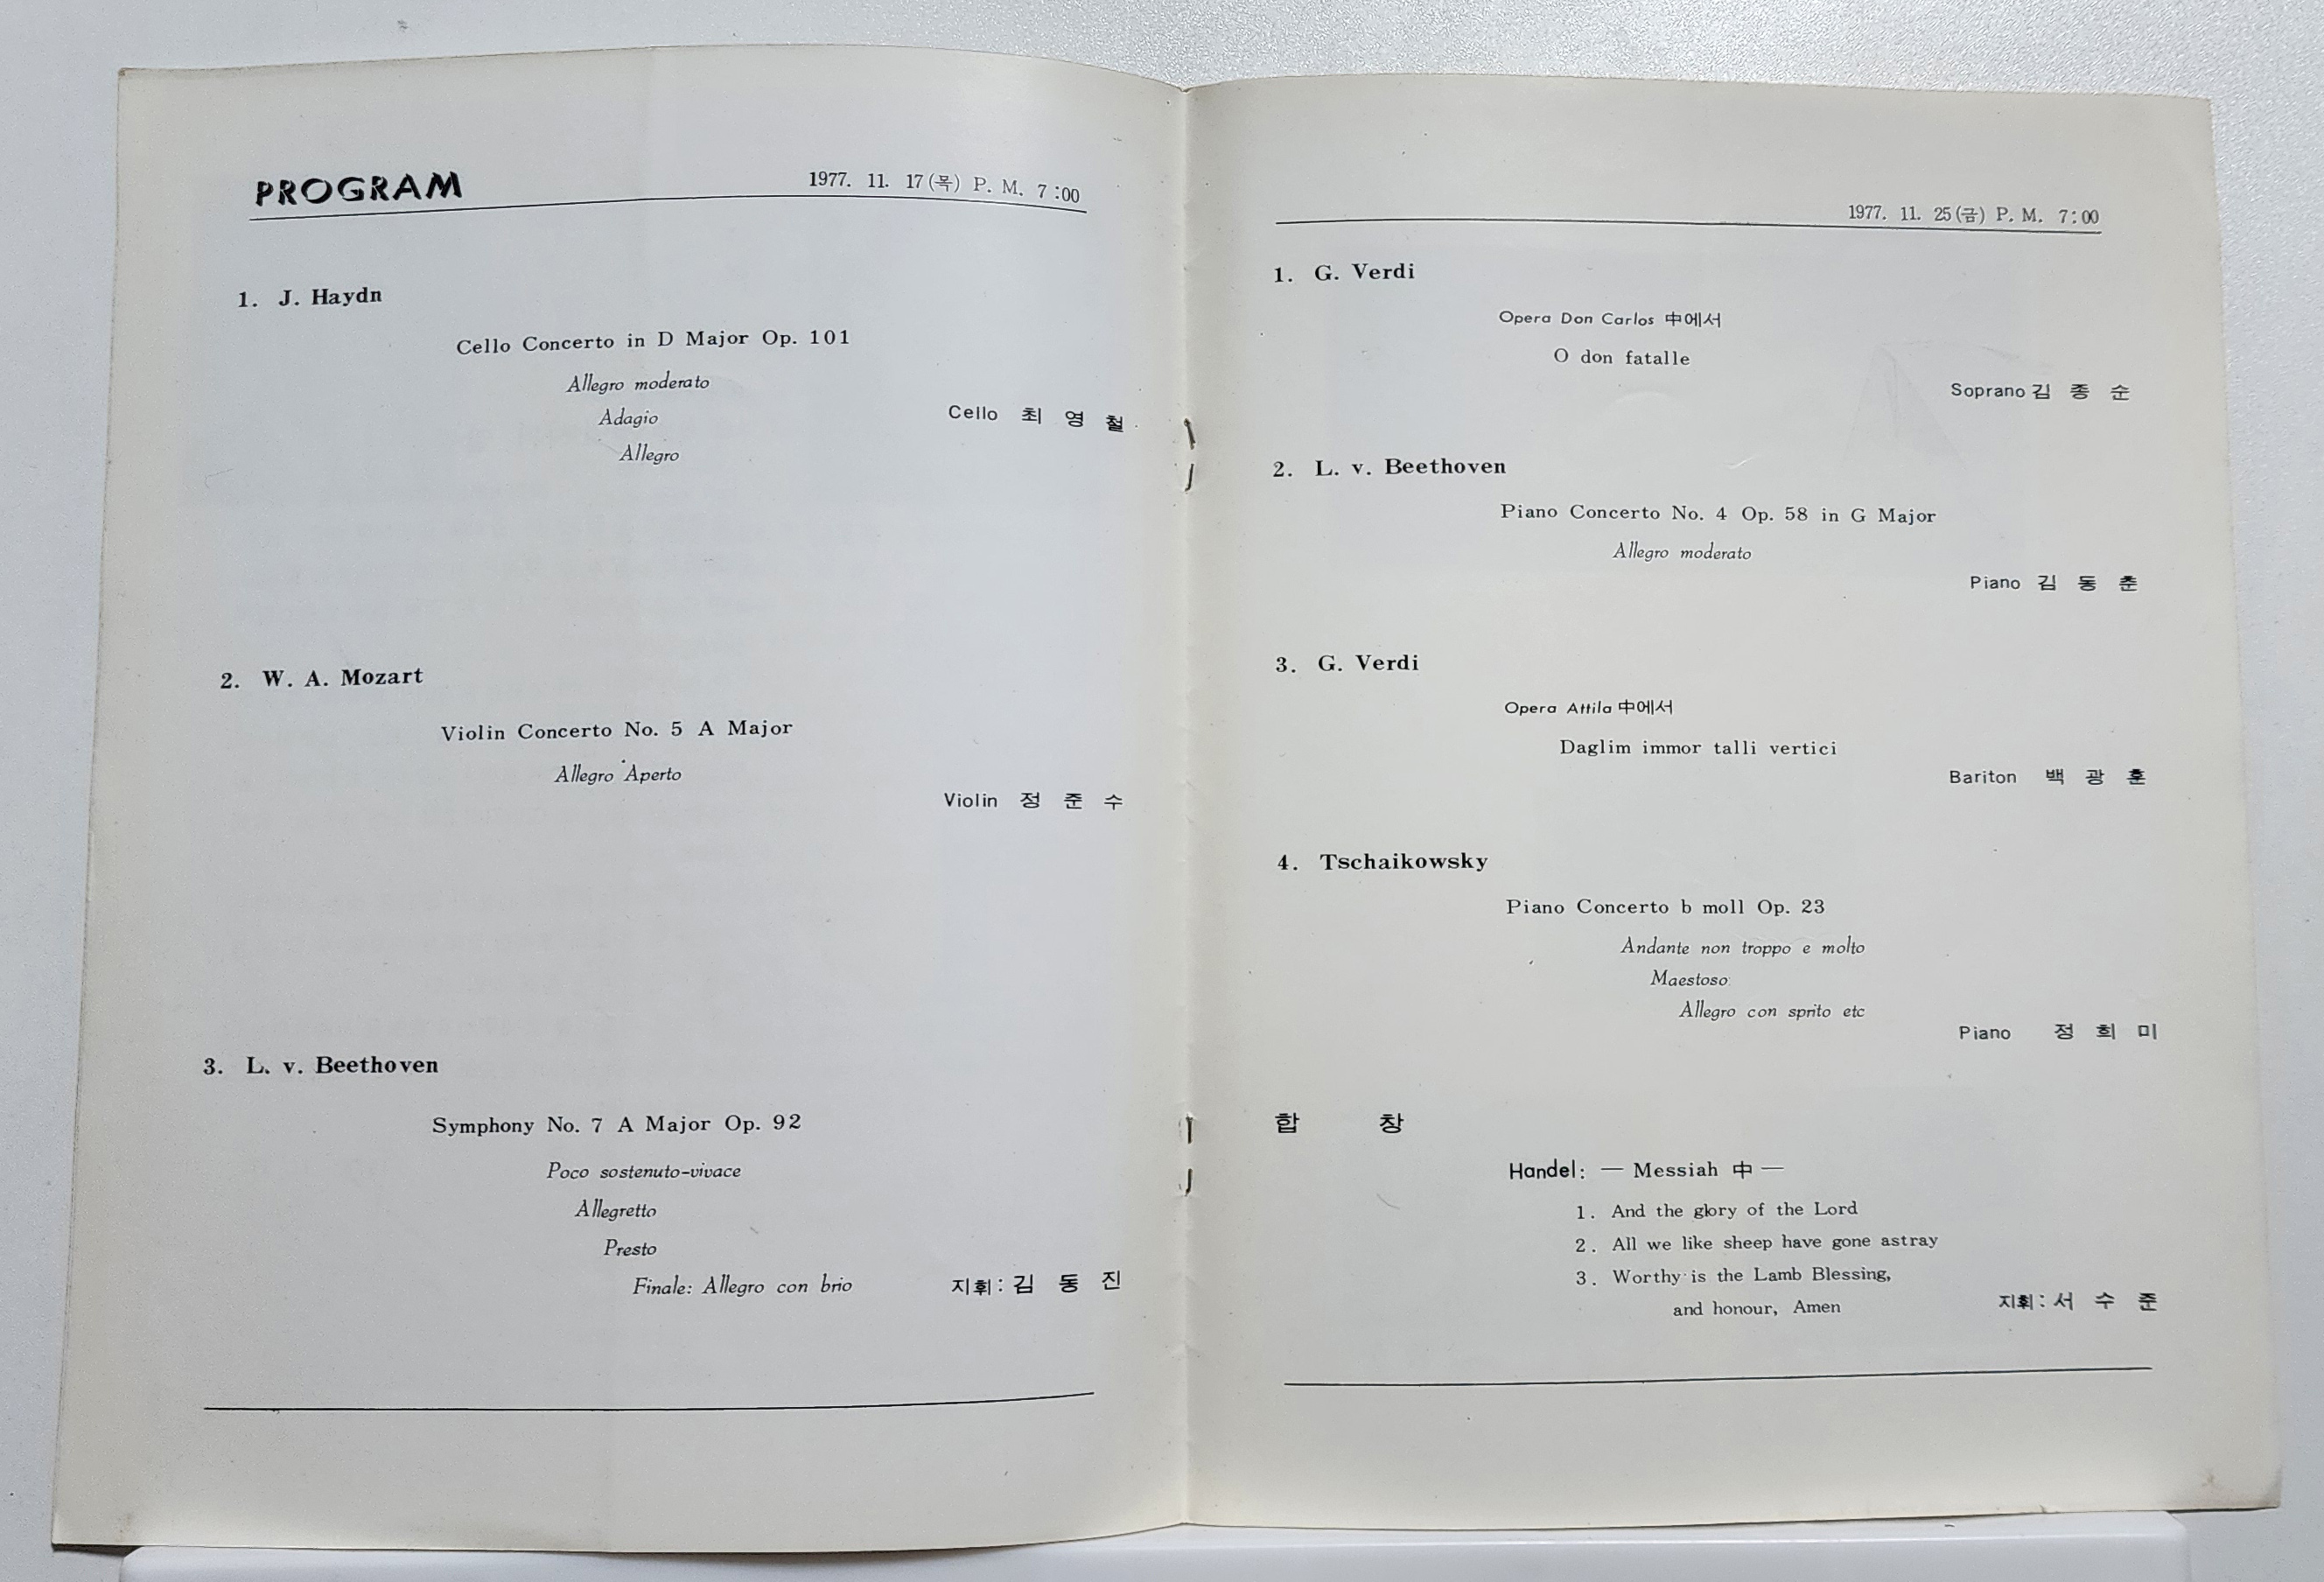 PROGRAM 1977. 11. 17(목) P. M. 7:00
1. J. Haydn
Cello Concerto in D Major Op. 101
Allegro moderato
Adagio
Cello 최 영 철
Allegro
2. W. A. Mozart
Violin Concerto No. 5 A Major
Allegro Aperto
Violin 정 준 수
3. L. v. Beethoven
Symphony No. 7 A Major Op. 92
Poco sostenuto-vivace
Allegretto
Presto
Finale: Allegro con brio 지휘: 김 동 진
1977. 11. 25(금) P. M. 7:00
1. G. Verdi
Opera Don Carlos 中에서
O don fatalle
Soprano 김 종 순
2. L. v. Beethoven
Piano Concerto No. 4 Op. 58 in G Major
Allegro moderato
Piano 김 동 춘
3. G. Verdi
Opera Attila 中에서
Daglim immor talli vertici
Bariton 백 광 훈
4. Tschaikowsky
Piano Concerto b moll Op. 23
Andante non troppo e molto
Maestoso
Allegro con sprito etc
Piano 정 희 미
합 창
Handel: — Messiah 中 —
1. And the glory of the Lord
2. All we like sheep have gone astray
3. Worthy is the Lamb Blessing,
and honour, Amen 지휘: 서 수 준